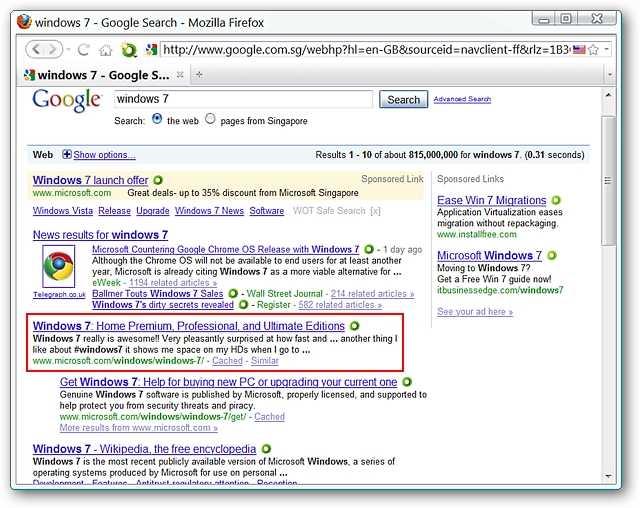 windows 7 - Google Search - Mozilla Firefox
http://www.google.com.sg/webhp?hl=en-GB&sourceid=navclient-ff&rlz=1B3
windows 7 - Google S...
Google
windows 7
Search
Advanced Search
Search: the web pages from Singapore
Web Show options...
Results 1 - 10 of about 815,000,000 for windows 7. (0.31 seconds)
Windows 7 launch offer
Sponsored Link
www.microsoft.com Great deals- up to 35% discount from Microsoft Singapore
Windows Vista Release Upgrade Windows 7 News Software WOT Safe Search [x]
News results for windows 7
Microsoft Countering Google Chrome OS Release with Windows 7 - 1 day ago
Although the Chrome OS will not be available to end users for at least another
year, Microsoft is already citing Windows 7 as a more viable alternative for ...
eWeek - 1194 related articles »
Telegraph.co.uk
Ballmer Touts Windows 7 Sales - Wall Street Journal - 214 related articles »
Windows 7's dirty secrets revealed - Register - 582 related articles »
Windows 7: Home Premium, Professional, and Ultimate Editions
Windows 7 really is awesome!! Very pleasantly surprised at how fast and ... another thing I
like about #windows7 it shows me space on my HDs when I go to ...
www.microsoft.com/windows/windows-7/ - Cached - Similar
Get Windows 7: Help for buying new PC or upgrading your current one
Genuine Windows 7 software is published by Microsoft, properly licensed, and supported to
help protect you from security threats and piracy.
www.microsoft.com/windows/windows-7/get/ - Cached
More results from www.microsoft.com »
Windows 7 - Wikipedia, the free encyclopedia
Windows 7 is the most recent publicly available version of Microsoft Windows, a series of
operating systems produced by Microsoft for use on personal ...
Development - Features - Antitrust regulatory attention - Reception
Sponsored Links
Ease Win 7 Migrations
Application Virtualization eases
migration without repackaging.
www.installfree.com
Microsoft Windows 7
Moving to Windows 7?
Get a Free Win 7 guide now!
itbusinessedge.com/windows7
See your ad here »